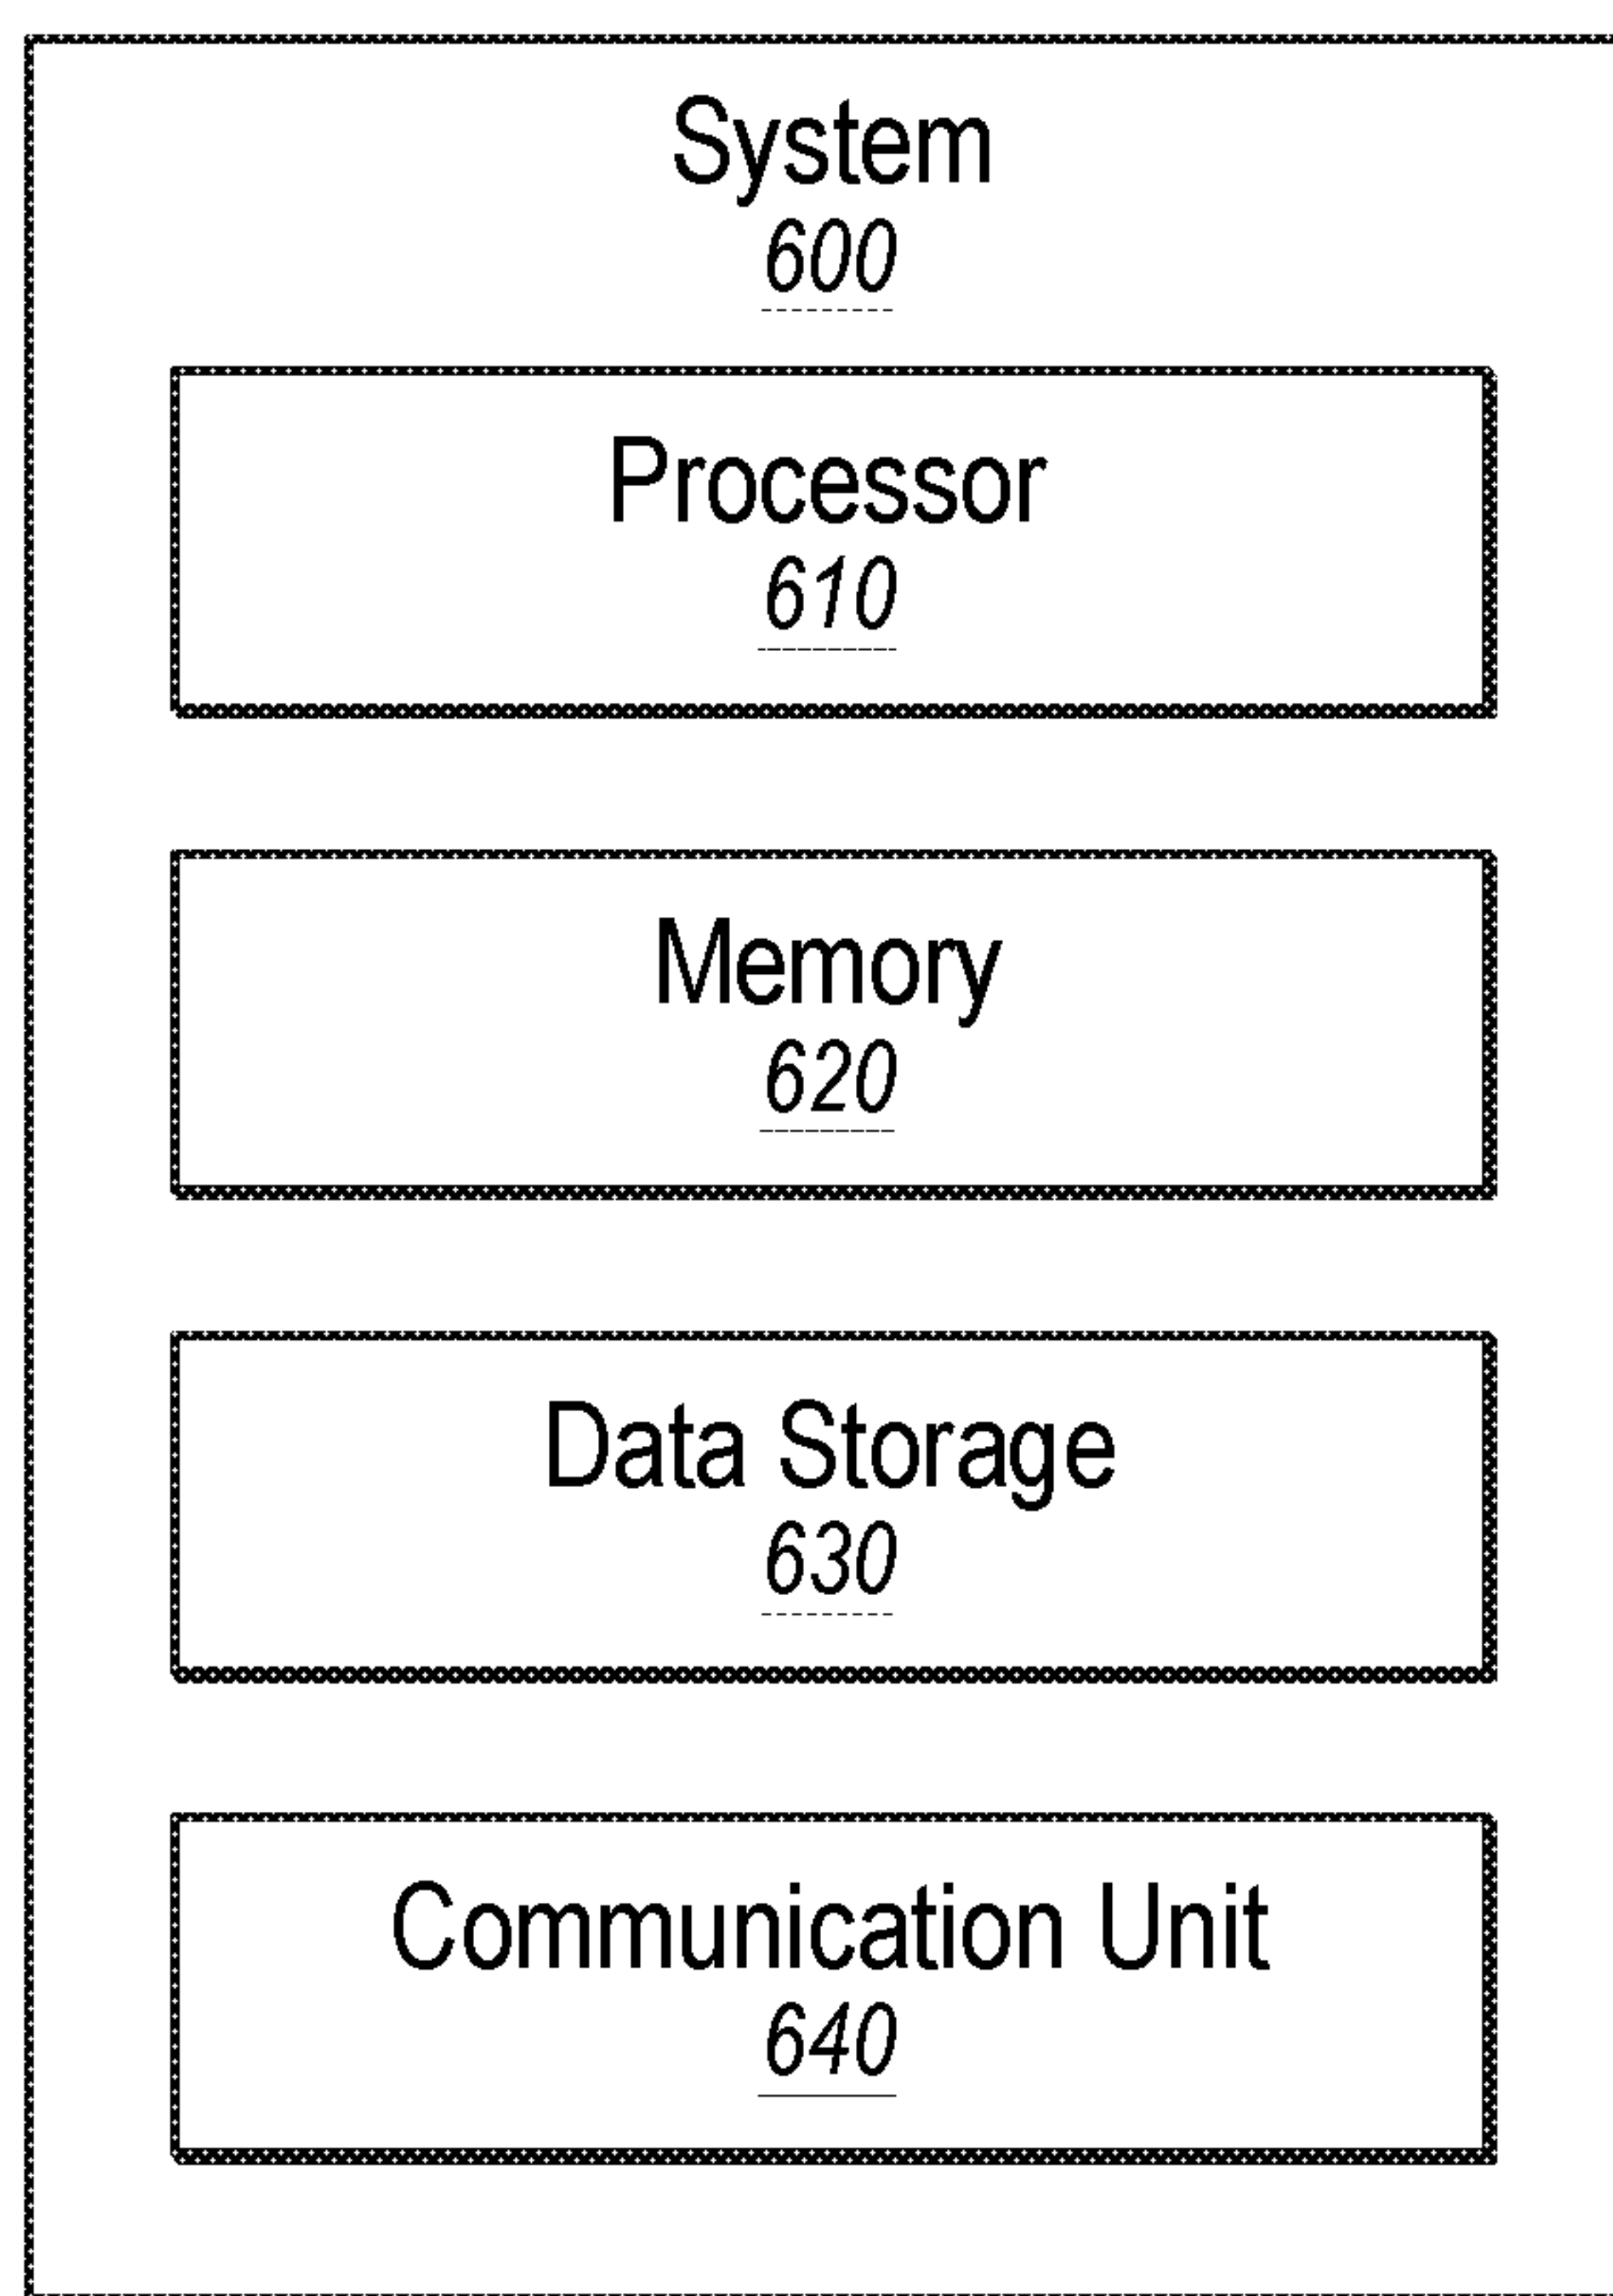 System
600
Processor
610
Memory
620
Data Storage
630
Communication Unit
640